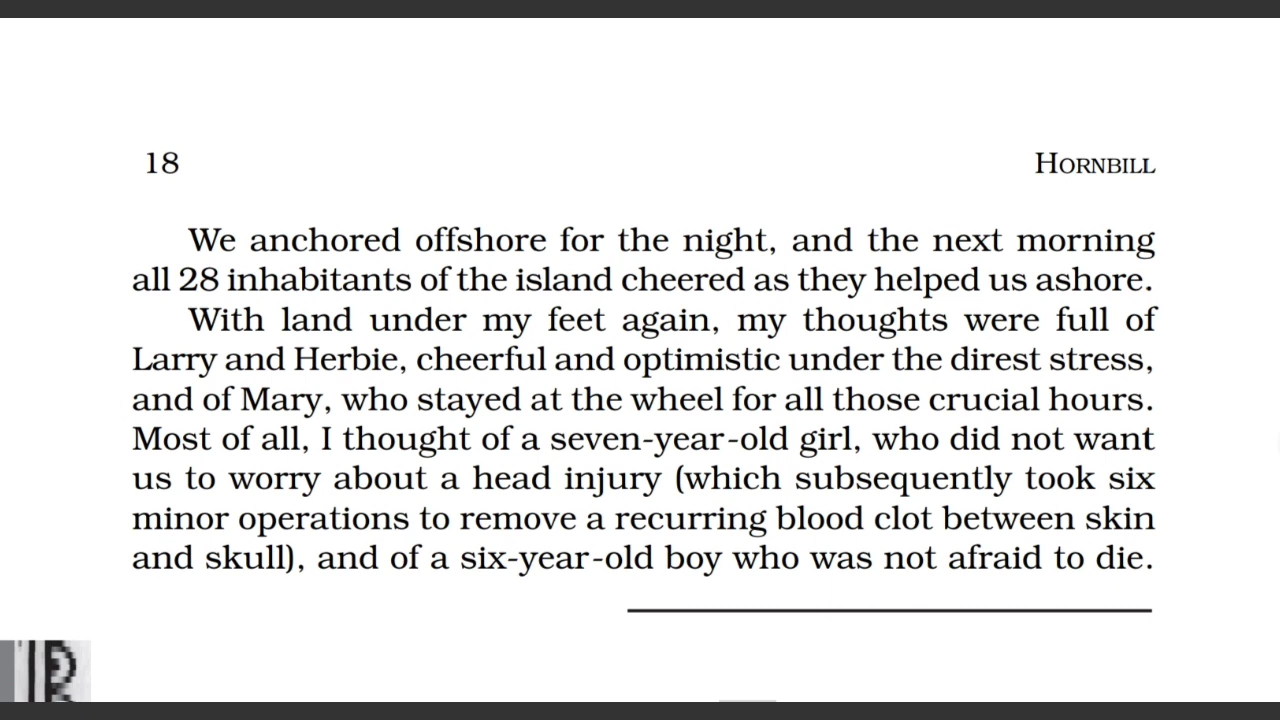 18 HORNBILL
We anchored offshore for the night, and the next morning
all 28 inhabitants of the island cheered as they helped us ashore.
With land under my feet again, my thoughts were full of
Larry and Herbie, cheerful and optimistic under the direst stress,
and of Mary, who stayed at the wheel for all those crucial hours.
Most of all, I thought of a seven-year-old girl, who did not want
us to worry about a head injury (which subsequently took six
minor operations to remove a recurring blood clot between skin
and skull), and of a six-year-old boy who was not afraid to die.